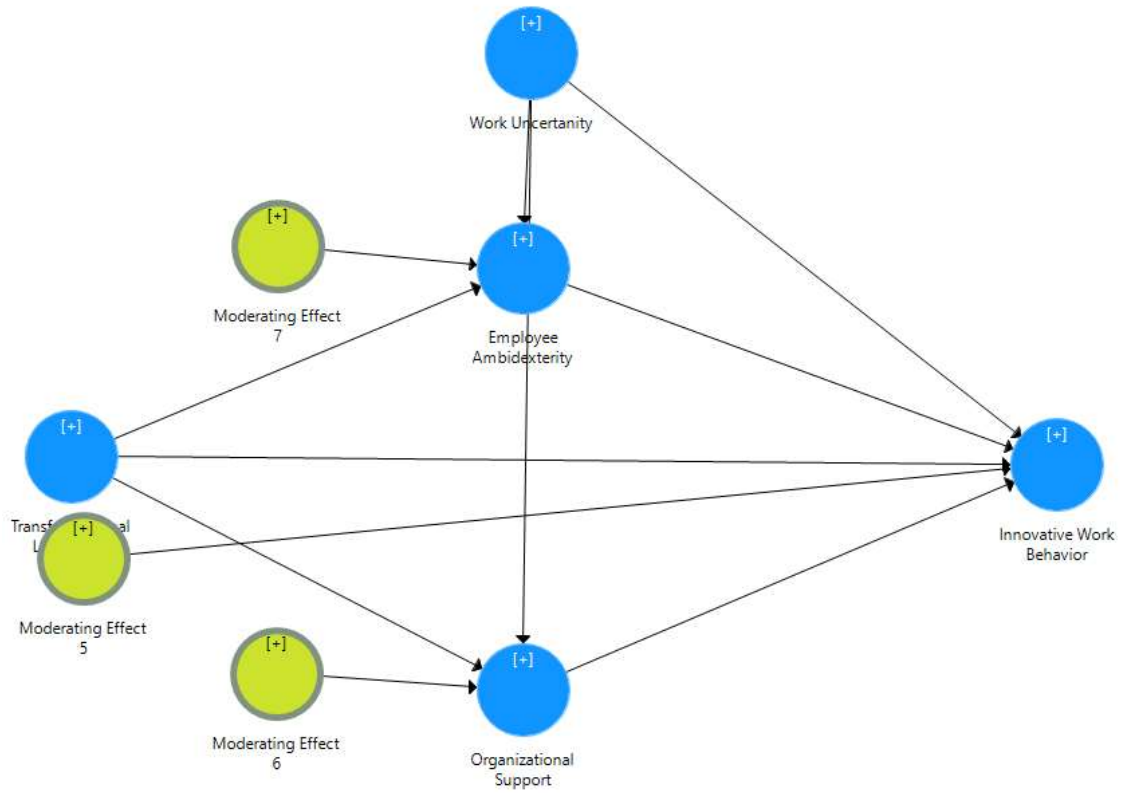 [+]
Work Uncertanity
[+]
Moderating Effect
7
[+]
Employee
Ambidexterity
[+]
[+]
Moderating Effect
5
[+]
Innovative Work
Behavior
[+]
Moderating Effect
6
[+]
Organizational
Support